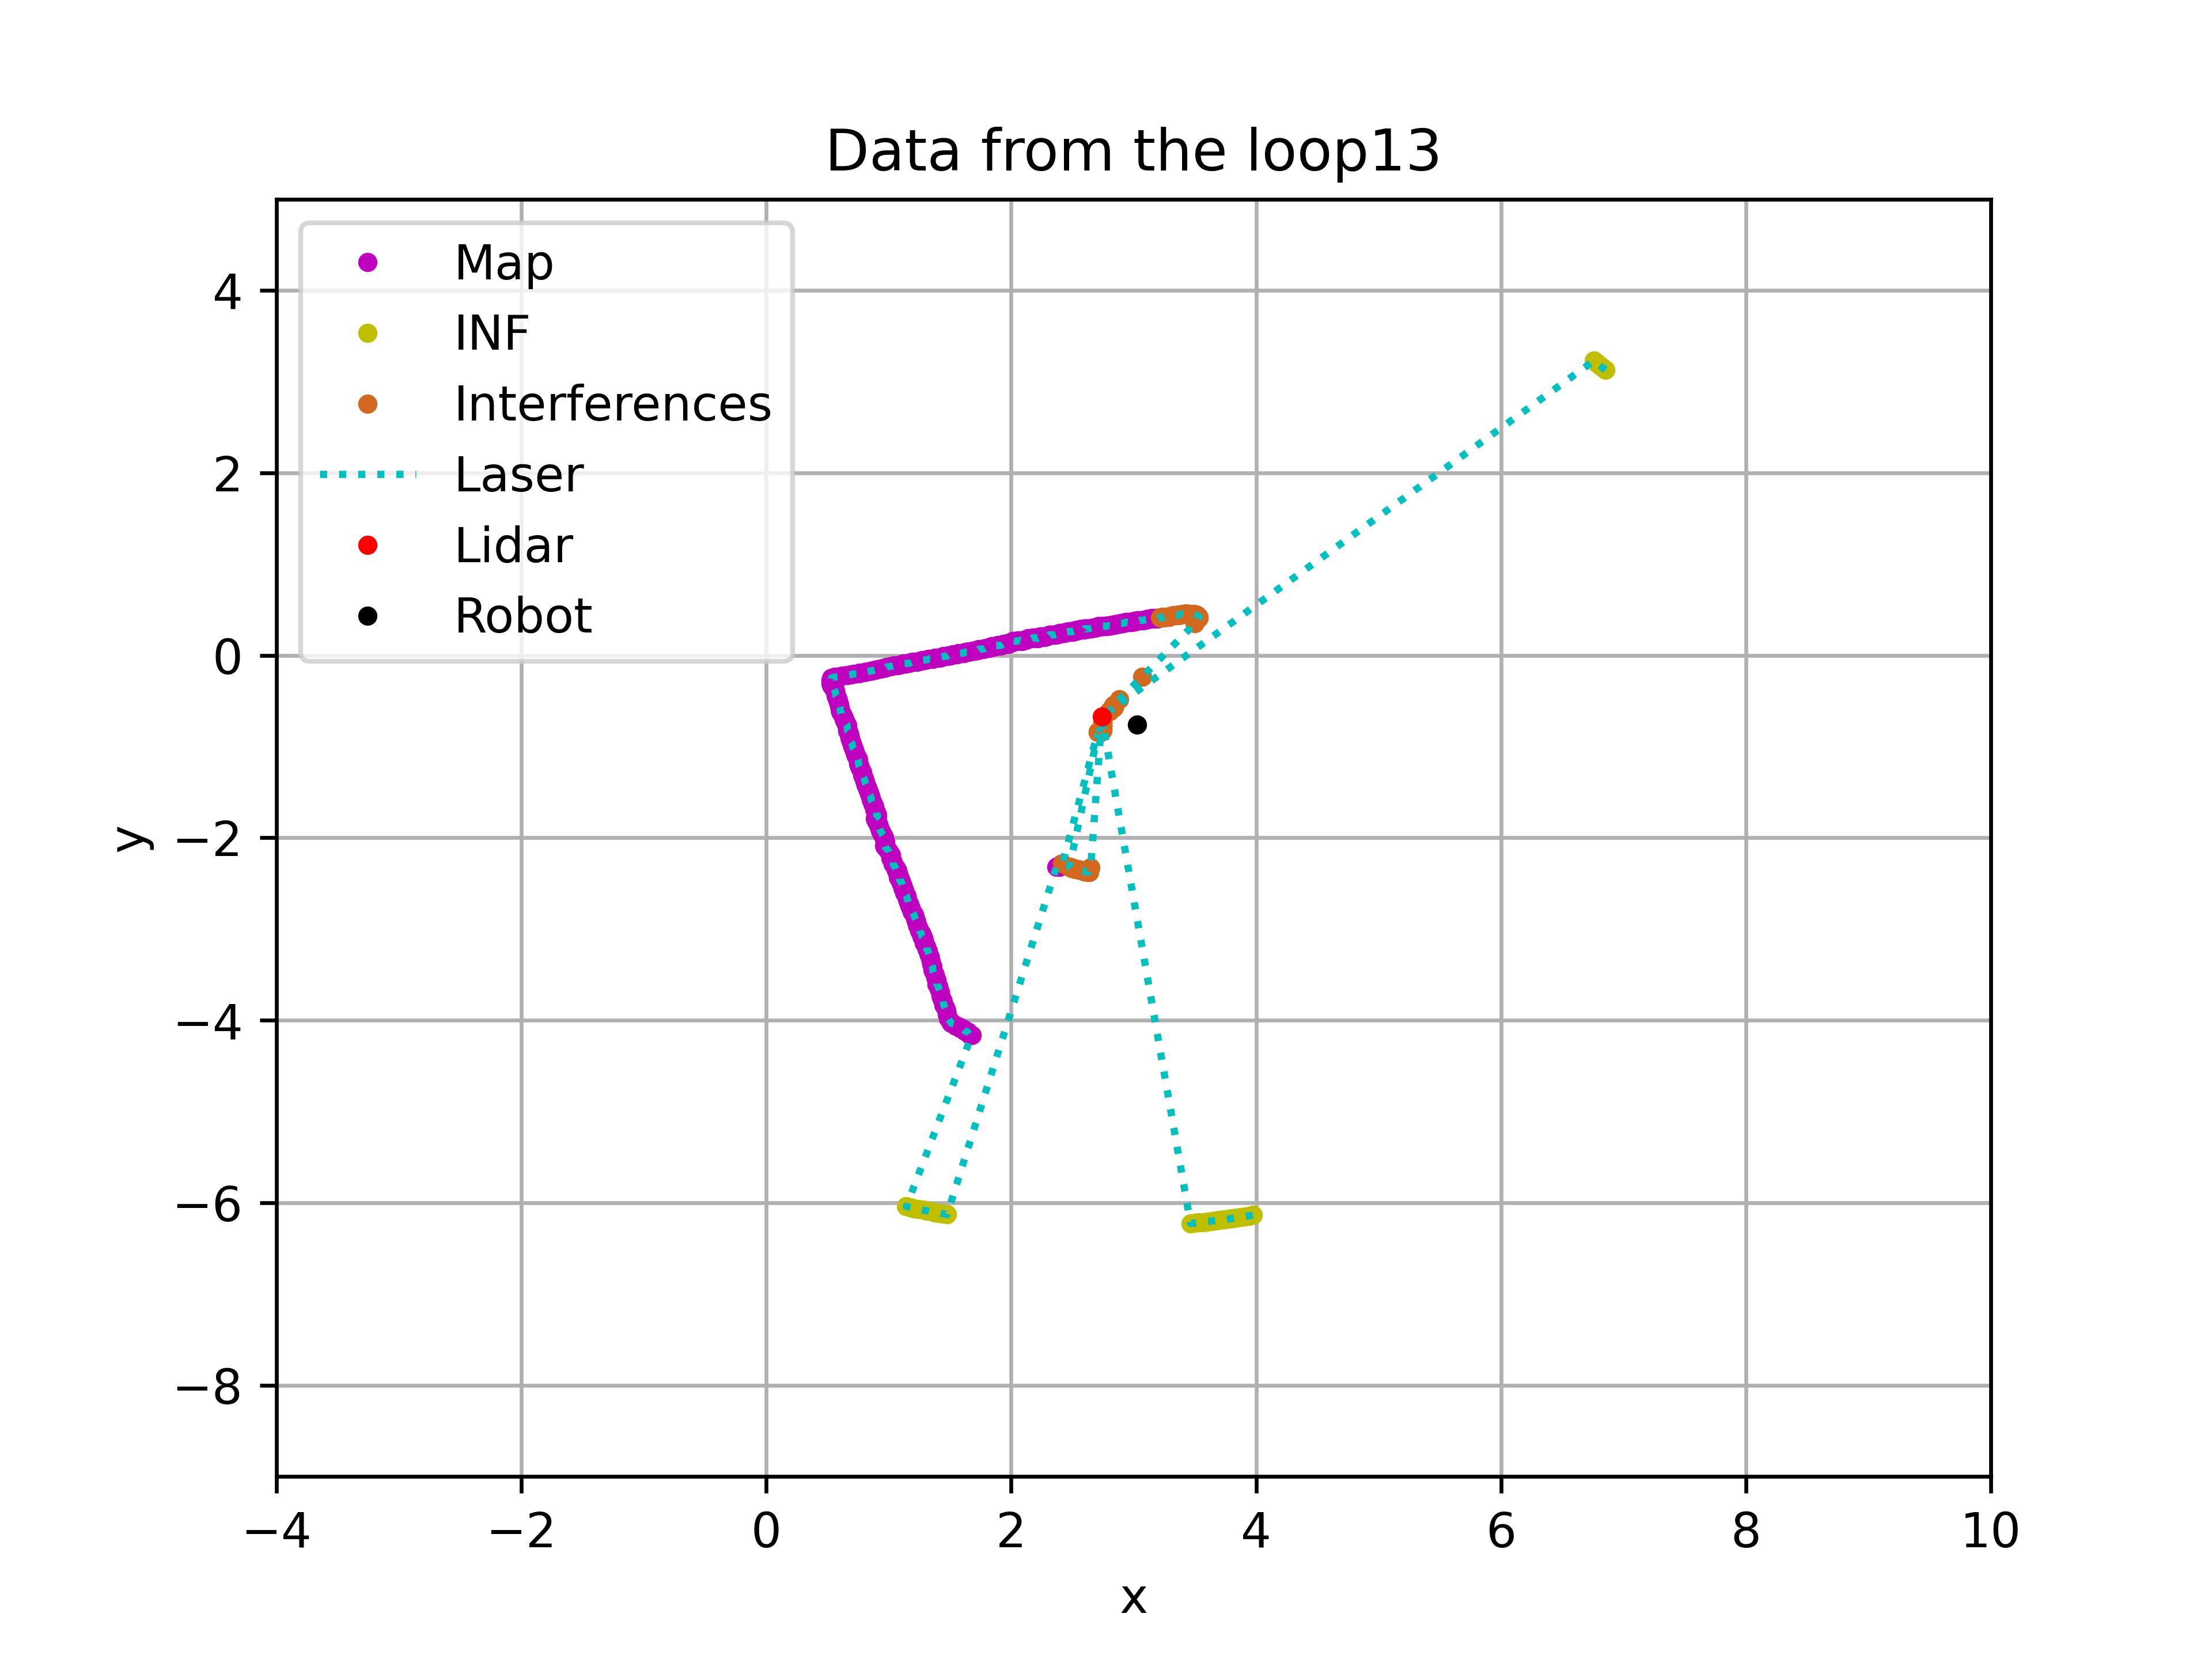 Data from the loop13
Map
INF
Interferences
Laser
Lidar
Robot
4
2
0
−2
−4
−6
−8
y
−4
−2
0
2
4
6
8
10
x